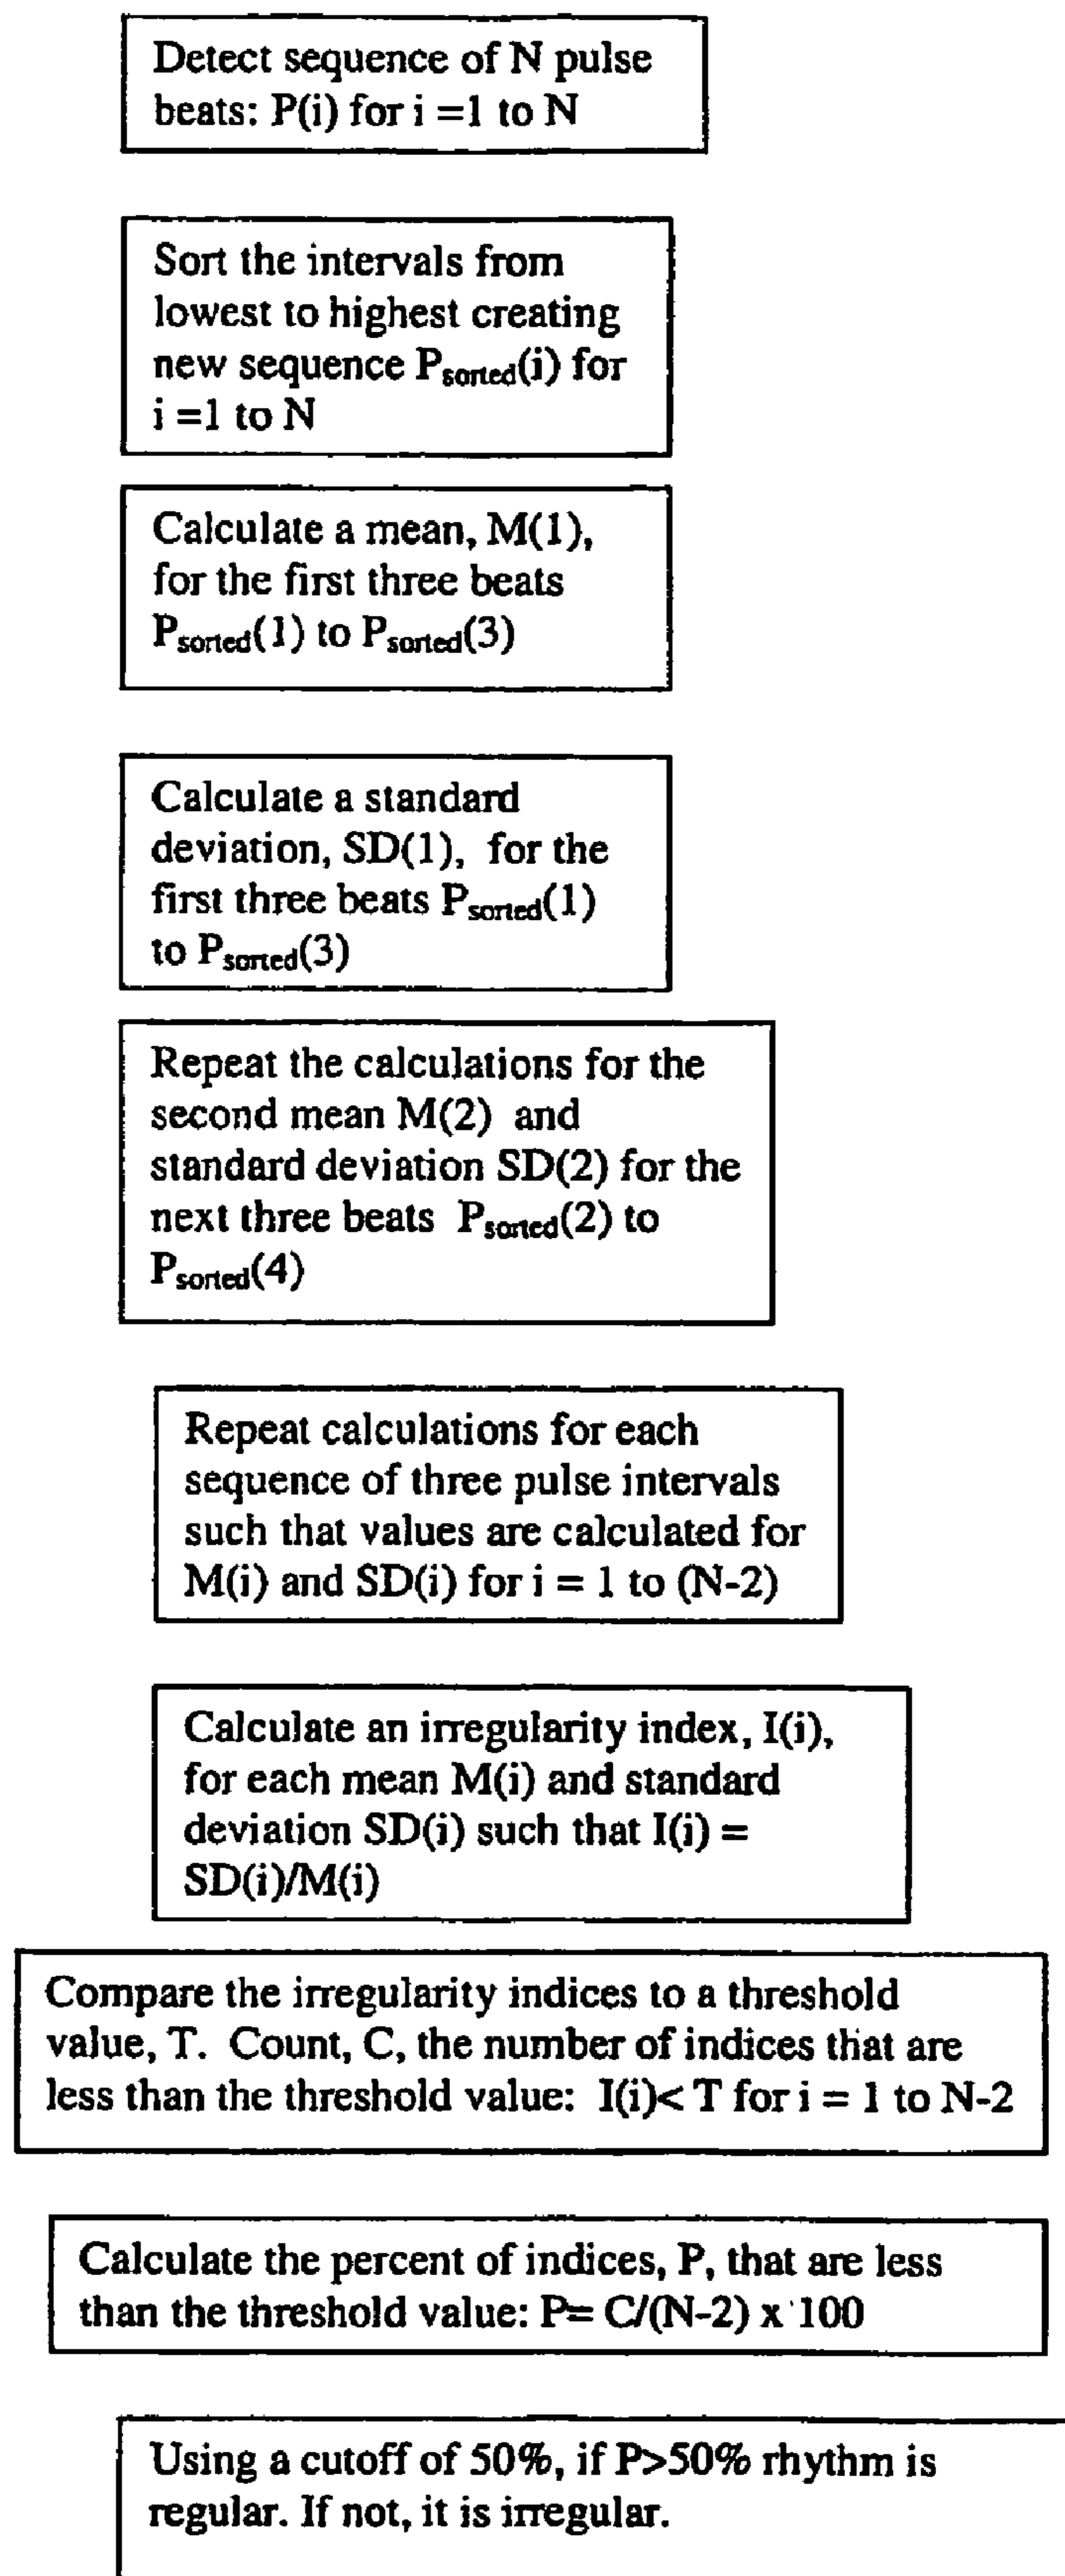 Detect sequence of N pulse
beats: P(i) for i =1 to N
Sort the intervals from
lowest to highest creating
new sequence Psorted(i) for
i =1 to N
Calculate a mean, M(1),
for the first three beats
Psorted(1) to Psorted(3)
Calculate a standard
deviation, SD(1), for the
first three beats Psorted(1)
to Psorted(3)
Repeat the calculations for the
second mean M(2) and
standard deviation SD(2) for the
next three beats Psorted(2) to
Psorted(4)
Repeat calculations for each
sequence of three pulse intervals
such that values are calculated for
M(i) and SD(i) for i = 1 to (N-2)
Calculate an irregularity index, I(i),
for each mean M(i) and standard
deviation SD(i) such that I(i) =
SD(i)/M(i)
Compare the irregularity indices to a threshold
value, T. Count, C, the number of indices that are
less than the threshold value: I(i)< T for i = 1 to N-2
Calculate the percent of indices, P, that are less
than the threshold value: P= C/(N-2) x 100
Using a cutoff of 50%, if P>50% rhythm is
regular. If not, it is irregular.